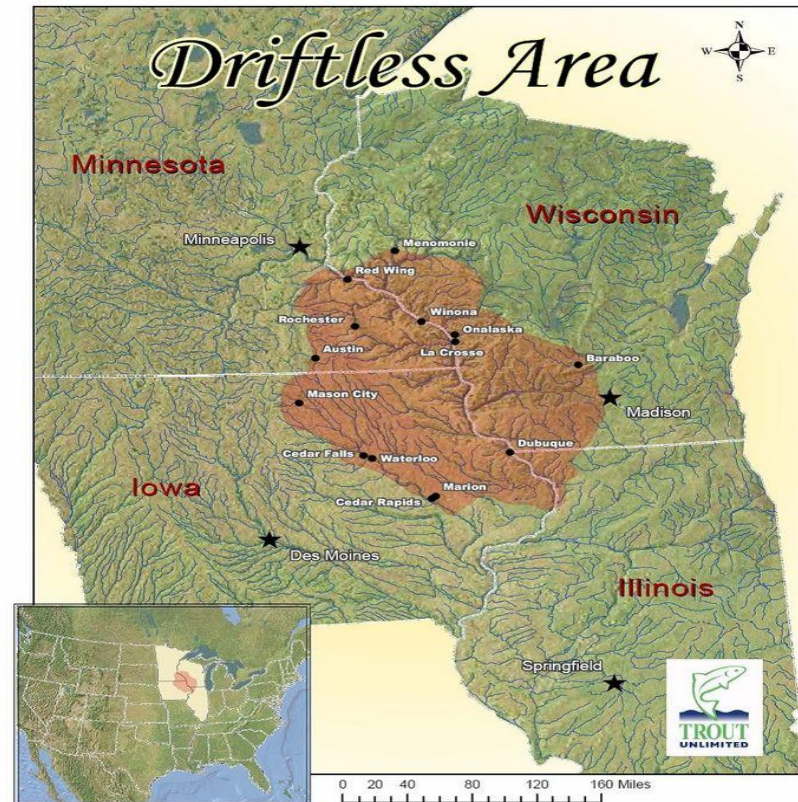 Driftless Area
N
W E
S
Minnesota
Wisconsin
Minneapolis
Menomonie
Red Wing
Winona
Rochester
Onalaska
La Crosse
Austin
Baraboo
Mason City
Madison
Dubuque
Cedar Falls
Waterloo
Iowa
Marion
Cedar Rapids
Des Moines
Illinois
Springfield
TROUT
UNLIMITED
0 20 40 80 120 160 Miles